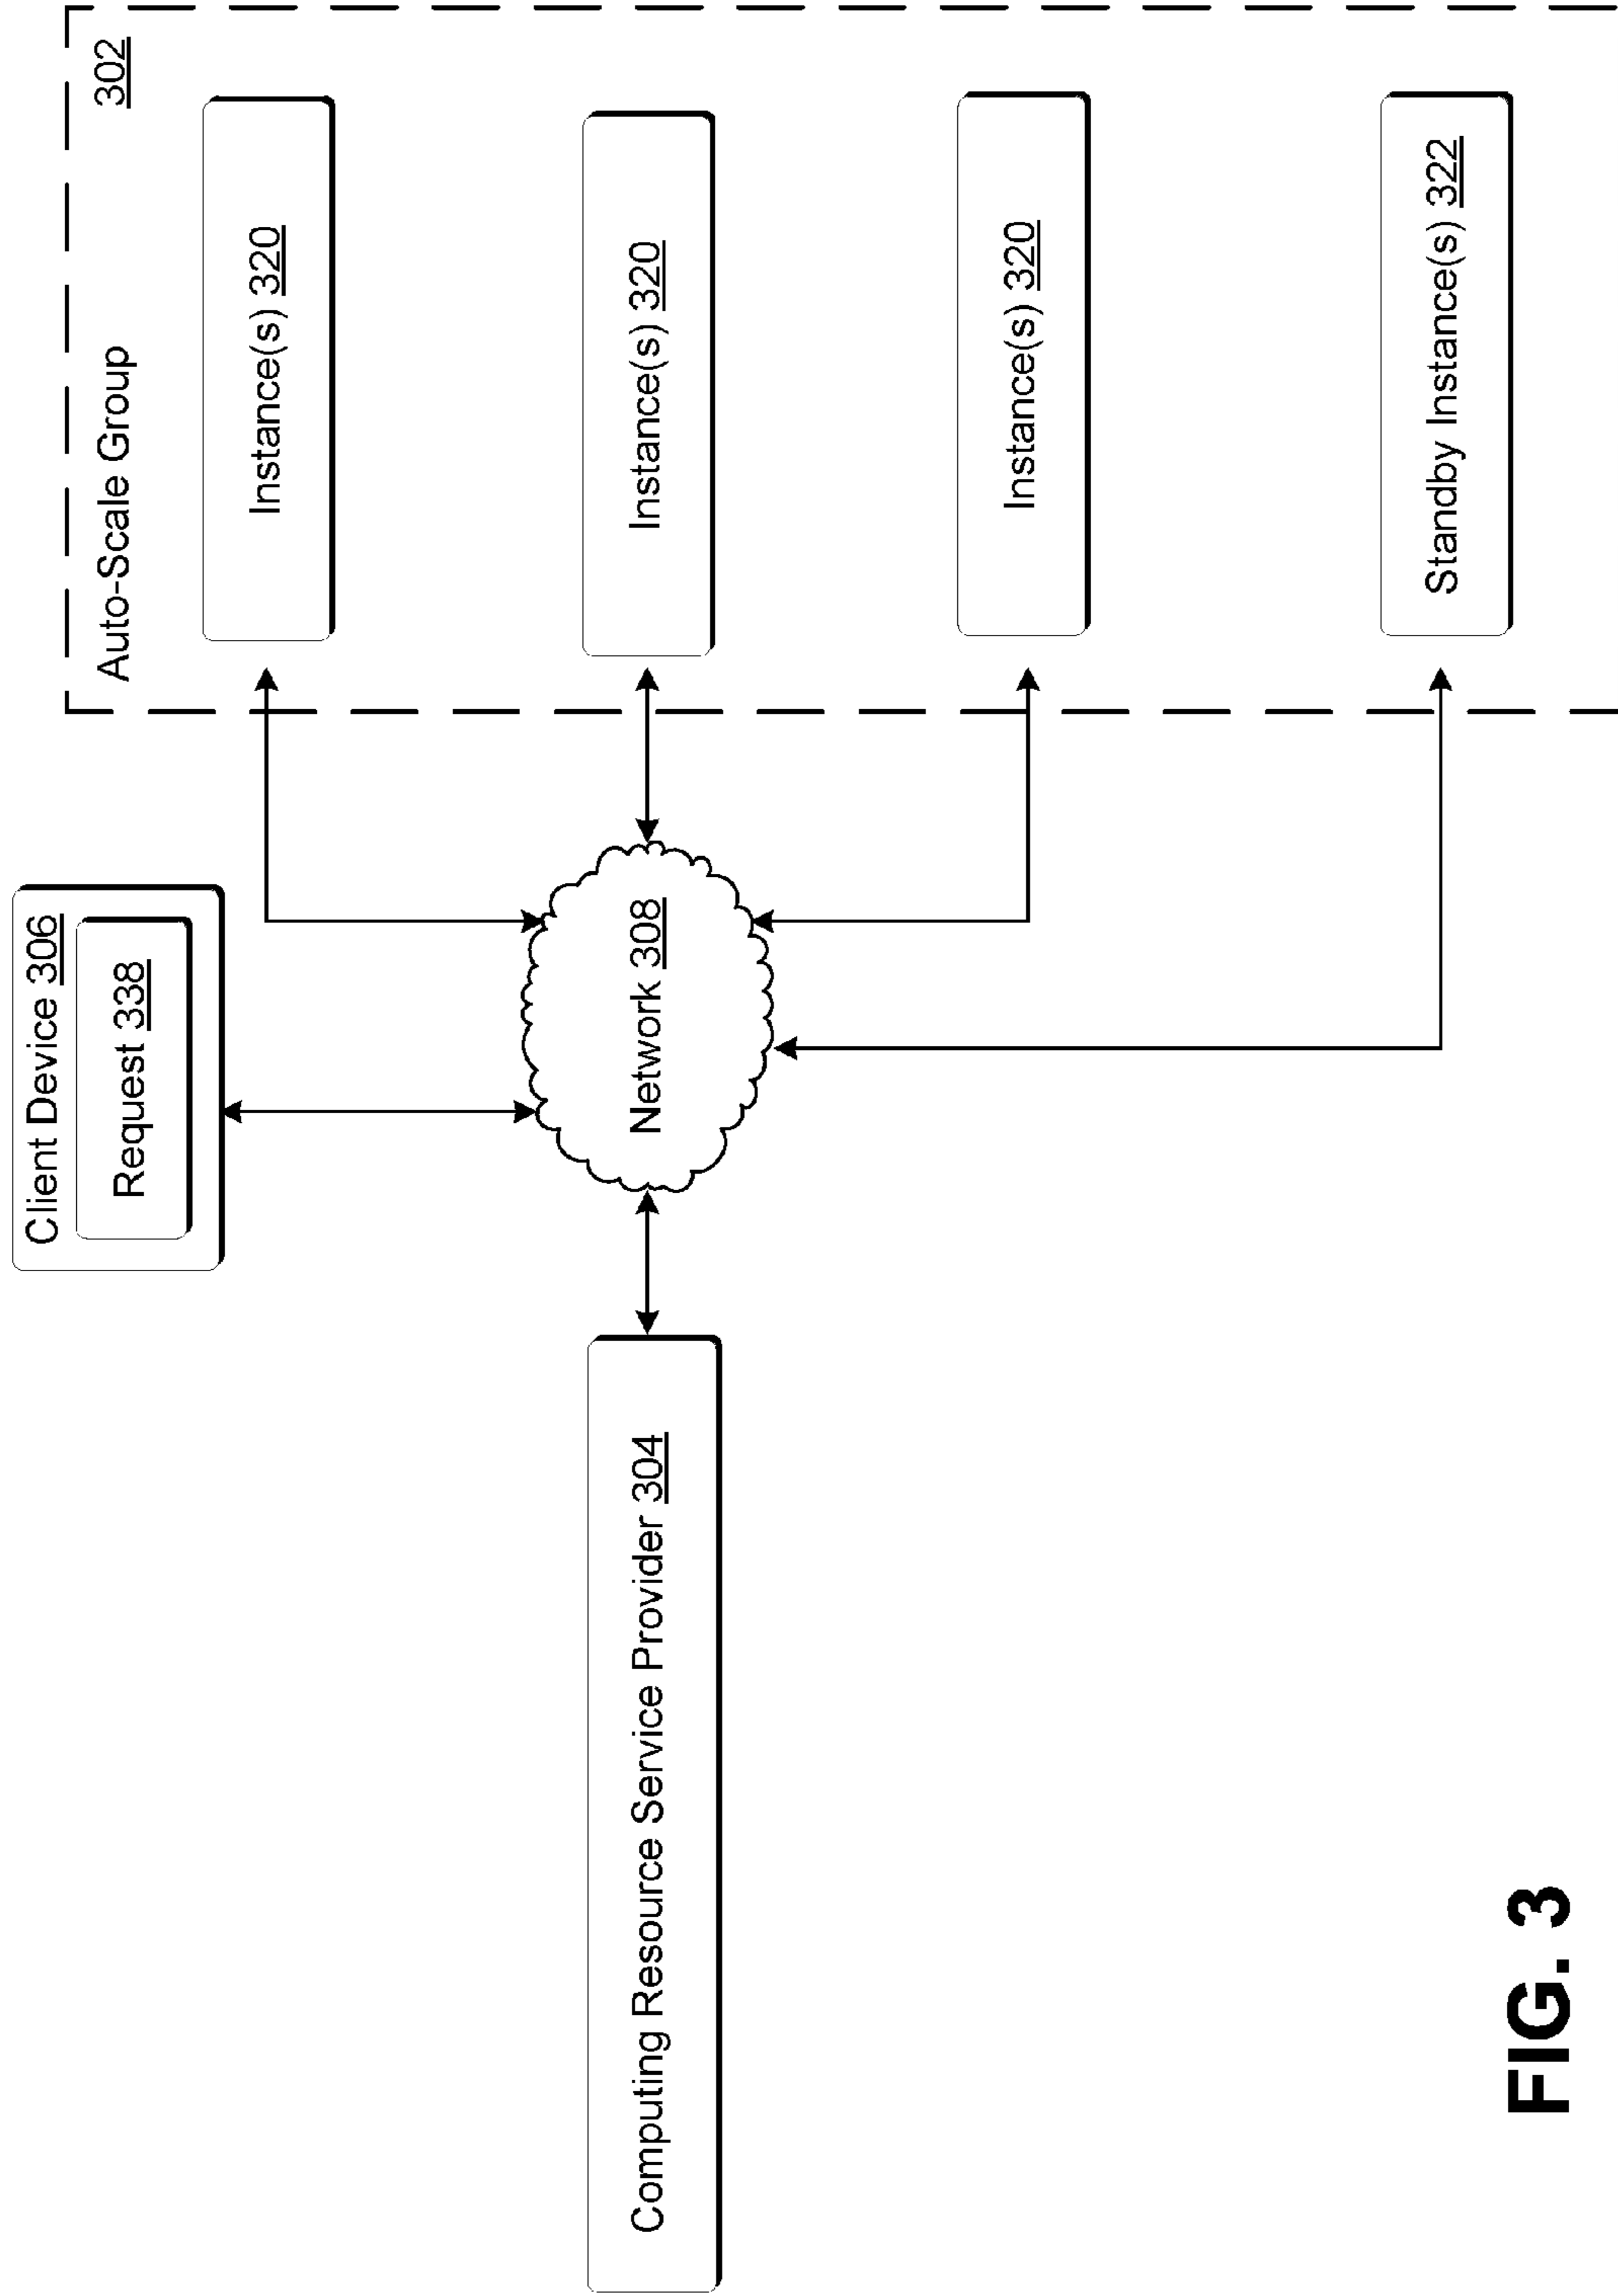 Client Device 306
Request 338
Auto-Scale Group
302
Instance(s) 320
Computing Resource Service Provider 304
Network 308
Instance(s) 320
Instance(s) 320
Standby Instance(s) 322
FIG. 3